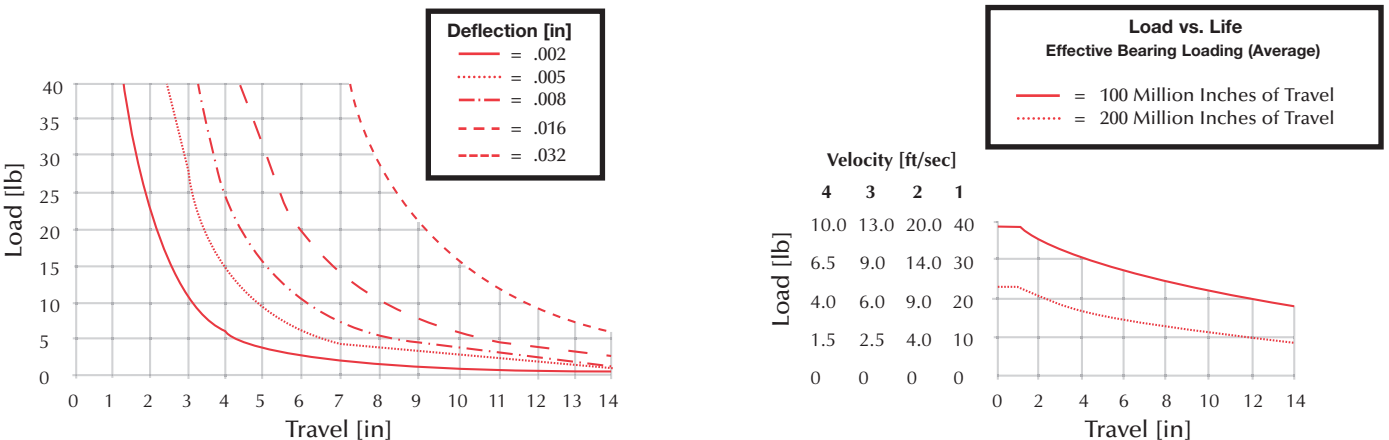 Deflection [in]
= .002
= .005
= .008
= .016
= .032
40
35
30
25
20
15
10
5
0
Load [lb]
0 1 2 3 4 5 6 7 8 9 10 11 12 13 14
Travel [in]
Load vs. Life
Effective Bearing Loading (Average)
= 100 Million Inches of Travel
= 200 Million Inches of Travel
Velocity [ft/sec]
4 3 2 1
10.0 13.0 20.0 40
6.5 9.0 14.0 30
4.0 6.0 9.0 20
1.5 2.5 4.0 10
0 0 0 0
Load [lb]
0 2 4 6 8 10 12 14
Travel [in]